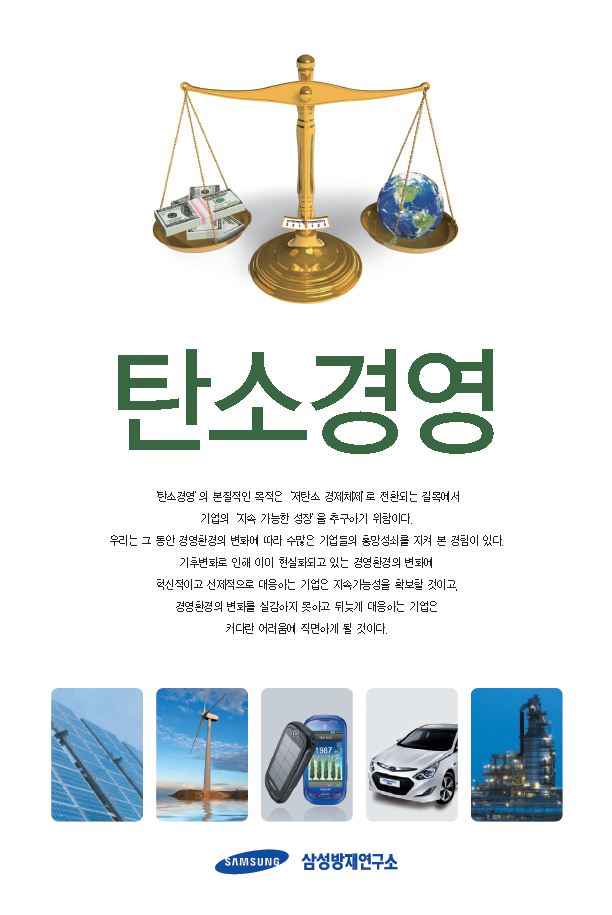 탄소경영
'탄소경영'의 본질적인 목적은 '저탄소 경제체제'로 전환되는 길목에서
기업의 '지속 가능한 성장'을 추구하기 위함이다.
우리는 그 동안 경영환경의 변화에 따라 수많은 기업들의 흥망성쇠를 지켜 본 경험이 있다.
기후변화로 인해 이미 현실화되고 있는 경영환경의 변화에
혁신적이고 선제적으로 대응하는 기업은 지속가능성을 확보할 것이고,
경영환경의 변화를 실감하지 못하고 뒤늦게 대응하는 기업은
커다란 어려움에 직면하게 될 것이다.
1987
SAMSUNG 삼성방재연구소